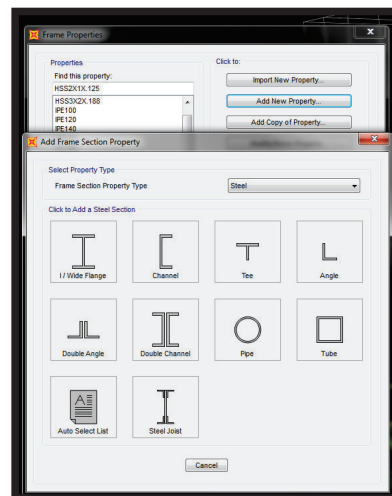 Frame Properties
x
Properties
Click to:
Find this property:
HSS2X1X.125
HSS3X2X.188
IPE100
IPE120
IPE140
Import New Property...
Add New Property...
Add Copy of Property...
Add Frame Section Property
x
Select Property Type
Frame Section Property Type
Steel
Click to Add a Steel Section
I / Wide Flange
Channel
Tee
Angle
Double Angle
Double Channel
Pipe
Tube
Auto Select List
Steel Joist
Cancel